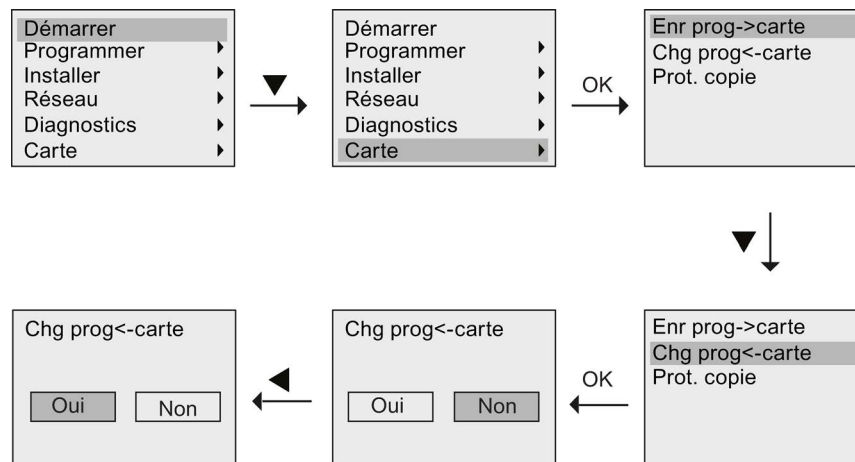 Démarrer
Programmer
Installer
Réseau
Diagnostics
Carte
Démarrer
Programmer
Installer
Réseau
Diagnostics
Carte
OK
Enr prog->carte
Chg prog<-carte
Prot. copie
Enr prog->carte
Chg prog<-carte
Prot. copie
OK
Chg prog<-carte
Oui Non
Chg prog<-carte
Oui Non